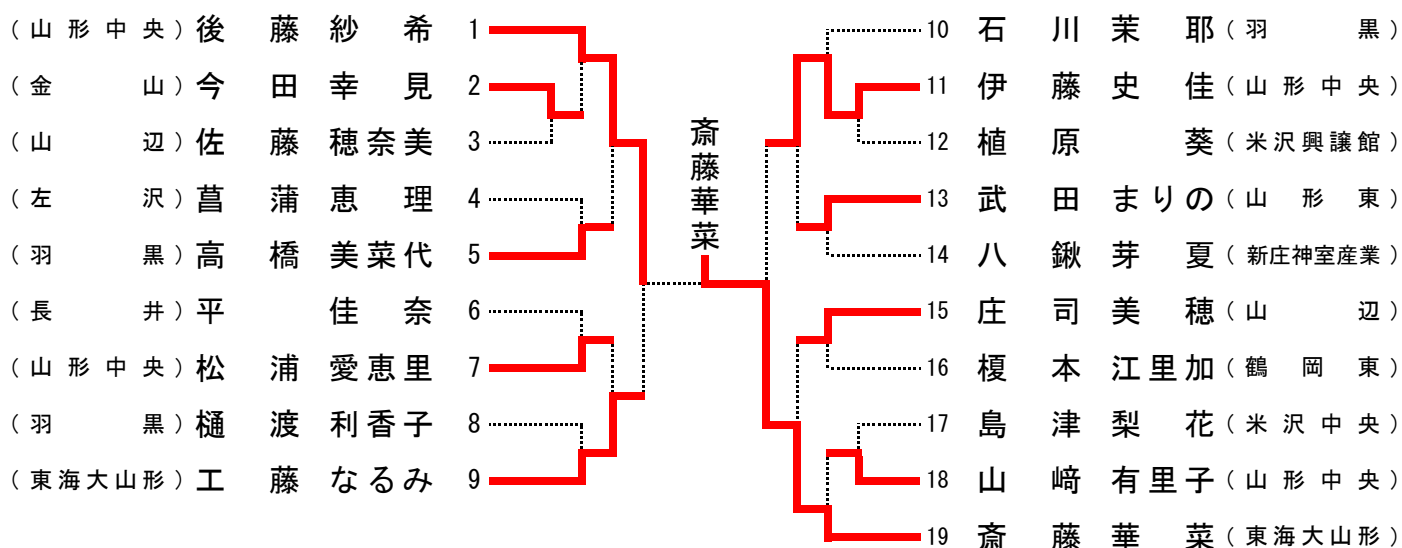 (山形中央) 後藤紗希 1
(金山) 今田幸見 2
(山辺) 佐藤穂奈美 3
(左沢) 菖蒲恵理 4
(羽黒) 高橋美菜代 5
(長井) 平佳奈 6
(山形中央) 松浦愛恵里 7
(羽黒) 樋渡利香子 8
(東海大山形) 工藤なるみ 9
斎藤華菜
10 石川茉耶 (羽黒)
11 伊藤史佳 (山形中央)
12 植原葵 (米沢興譲館)
13 武田まりの (山形東)
14 八鍬芽夏 (新庄神室産業)
15 庄司美穂 (山辺)
16 榎本江里加 (鶴岡東)
17 島津梨花 (米沢中央)
18 山﨑有里子 (山形中央)
19 斎藤華菜 (東海大山形)